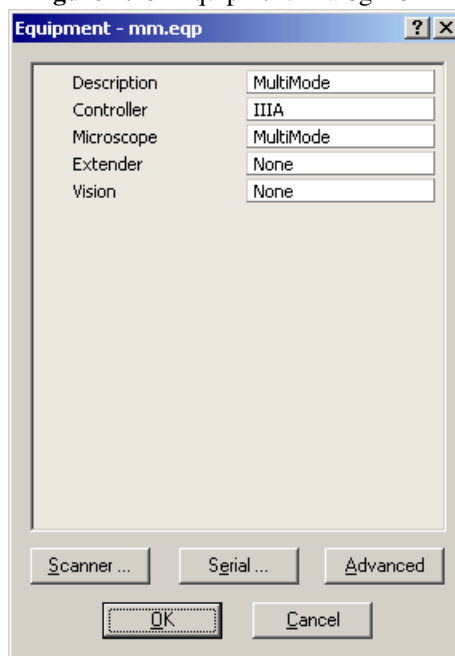 Equipment - mm.eqp
Description MultiMode
Controller IIIA
Microscope MultiMode
Extender None
Vision None
Scanner ... Serial ... Advanced
OK Cancel